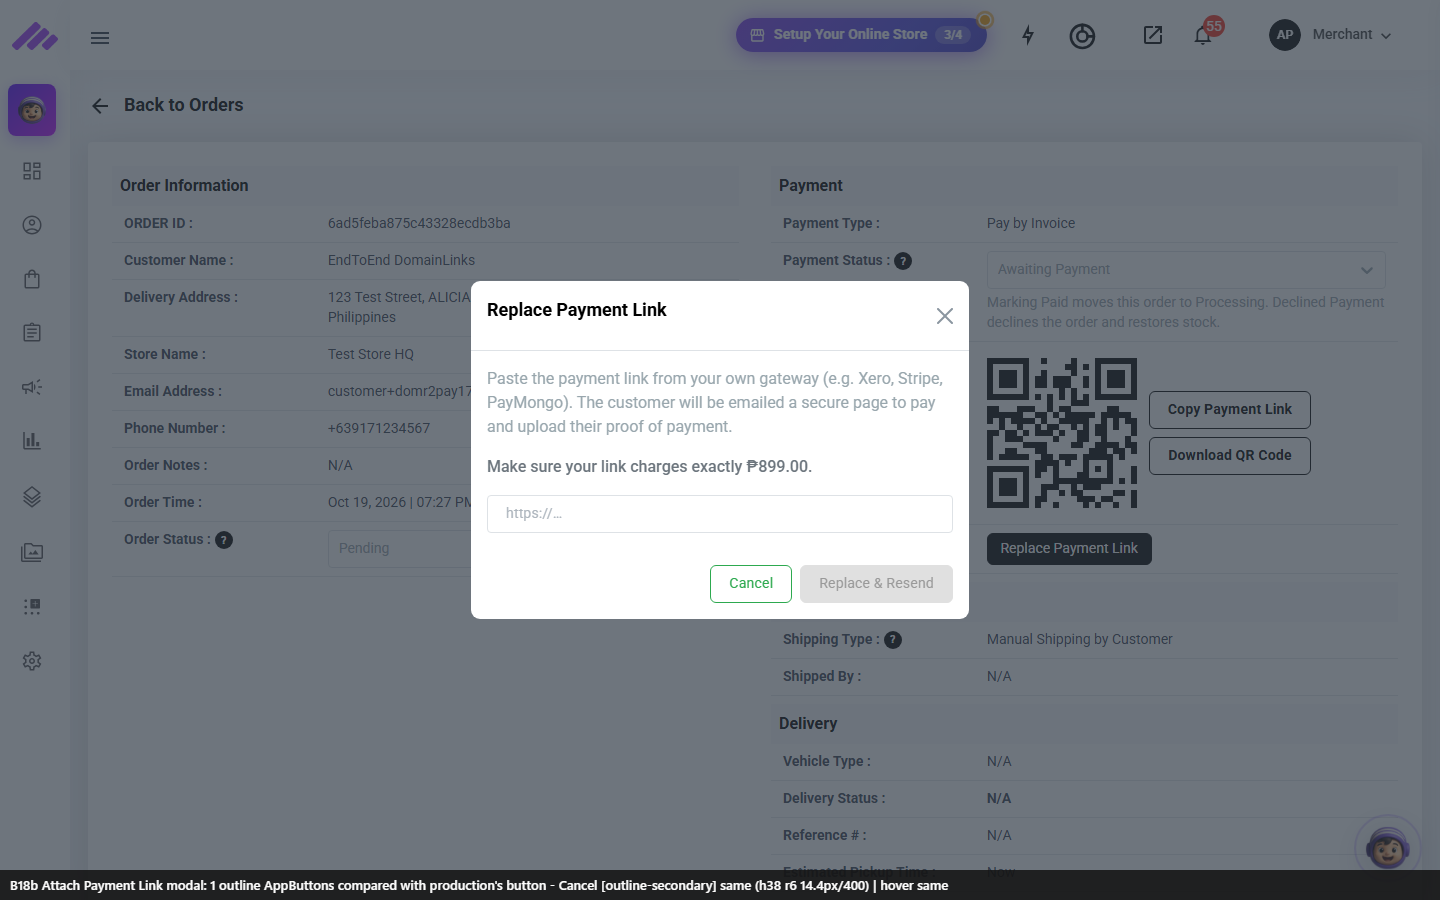 Setup Your Online Store 3/4
55
AP Merchant
Back to Orders
Order Information
ORDER ID : 6ad5feba875c43328ecdb3ba
Customer Name : EndToEnd DomainLinks
Delivery Address : 123 Test Street, ALICIA
Philippines
Store Name : Test Store HQ
Email Address : customer+domr2pay17
Phone Number : +639171234567
Order Notes : N/A
Order Time : Oct 19, 2026 | 07:27 PM
Order Status : ? Pending
Payment
Payment Type : Pay by Invoice
Payment Status : ? Awaiting Payment
Marking Paid moves this order to Processing. Declined Payment
declines the order and restores stock.
Copy Payment Link
Download QR Code
Replace Payment Link
Shipping Type : ? Manual Shipping by Customer
Shipped By : N/A
Delivery
Vehicle Type : N/A
Delivery Status : N/A
Reference # : N/A
Estimated Pickup Time : Now
Replace Payment Link
Paste the payment link from your own gateway (e.g. Xero, Stripe,
PayMongo). The customer will be emailed a secure page to pay
and upload their proof of payment.
Make sure your link charges exactly ₱899.00.
https://...
Cancel
Replace & Resend
B18b Attach Payment Link modal: 1 outline AppButtons compared with production's button - Cancel [outline-secondary] same (h38 r6 14.4px/400) | hover same